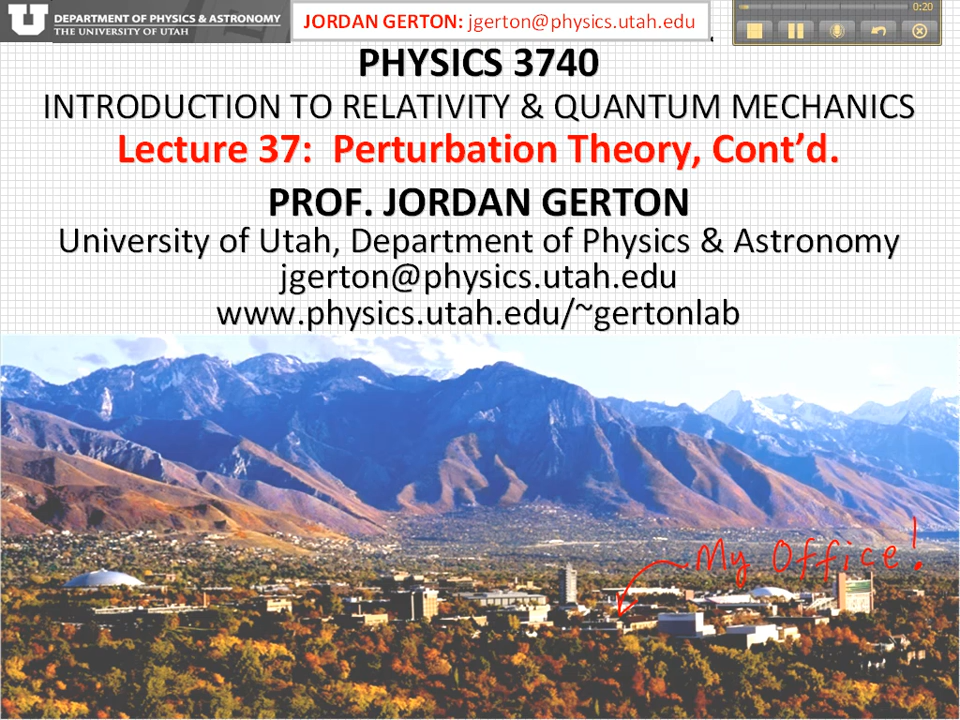 DEPARTMENT OF PHYSICS & ASTRONOMY
THE UNIVERSITY OF UTAH
JORDAN GERTON: jgerton@physics.utah.edu
0:20
PHYSICS 3740
INTRODUCTION TO RELATIVITY & QUANTUM MECHANICS
Lecture 37: Perturbation Theory, Cont’d.
PROF. JORDAN GERTON
University of Utah, Department of Physics & Astronomy
jgerton@physics.utah.edu
www.physics.utah.edu/~gertonlab
My Office!